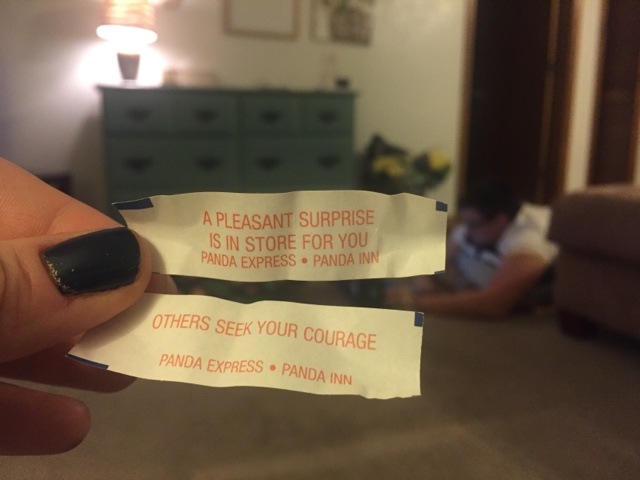 A PLEASANT SURPRISE
IS IN STORE FOR YOU
PANDA EXPRESS • PANDA INN
OTHERS SEEK YOUR COURAGE
PANDA EXPRESS • PANDA INN